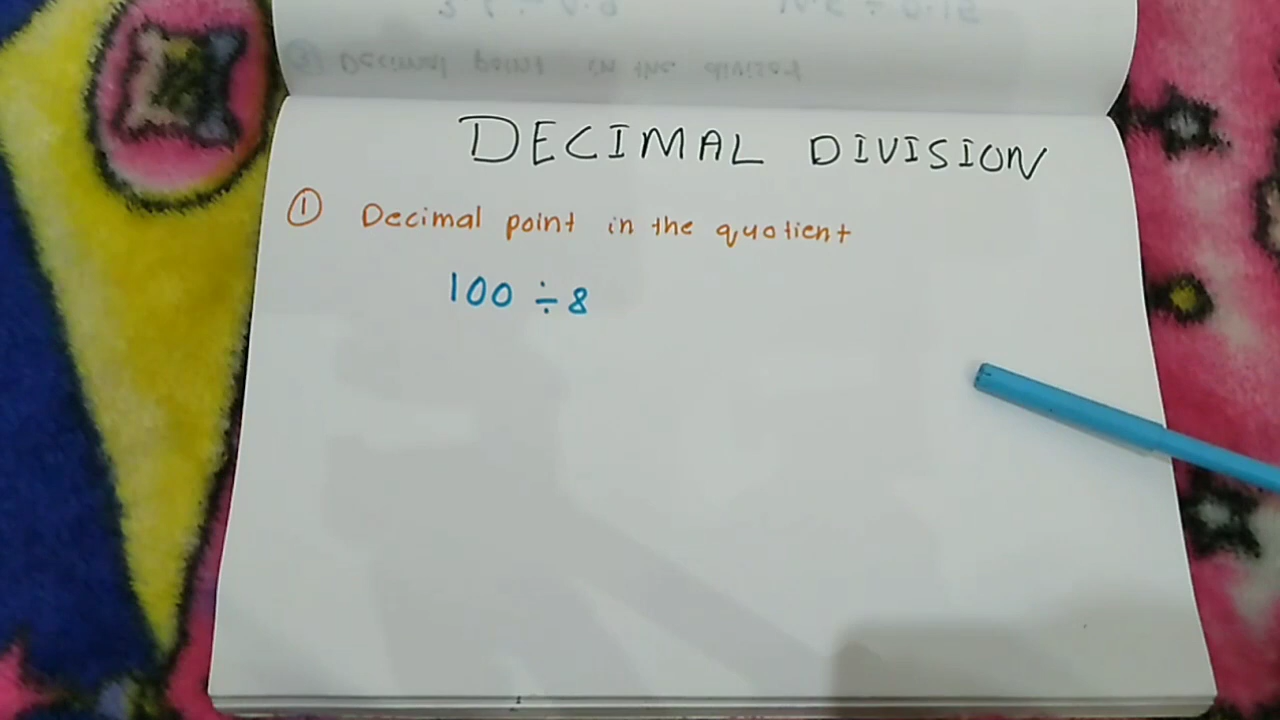 DECIMAL DIVISION
① Decimal point in the quotient
100 ÷ 8